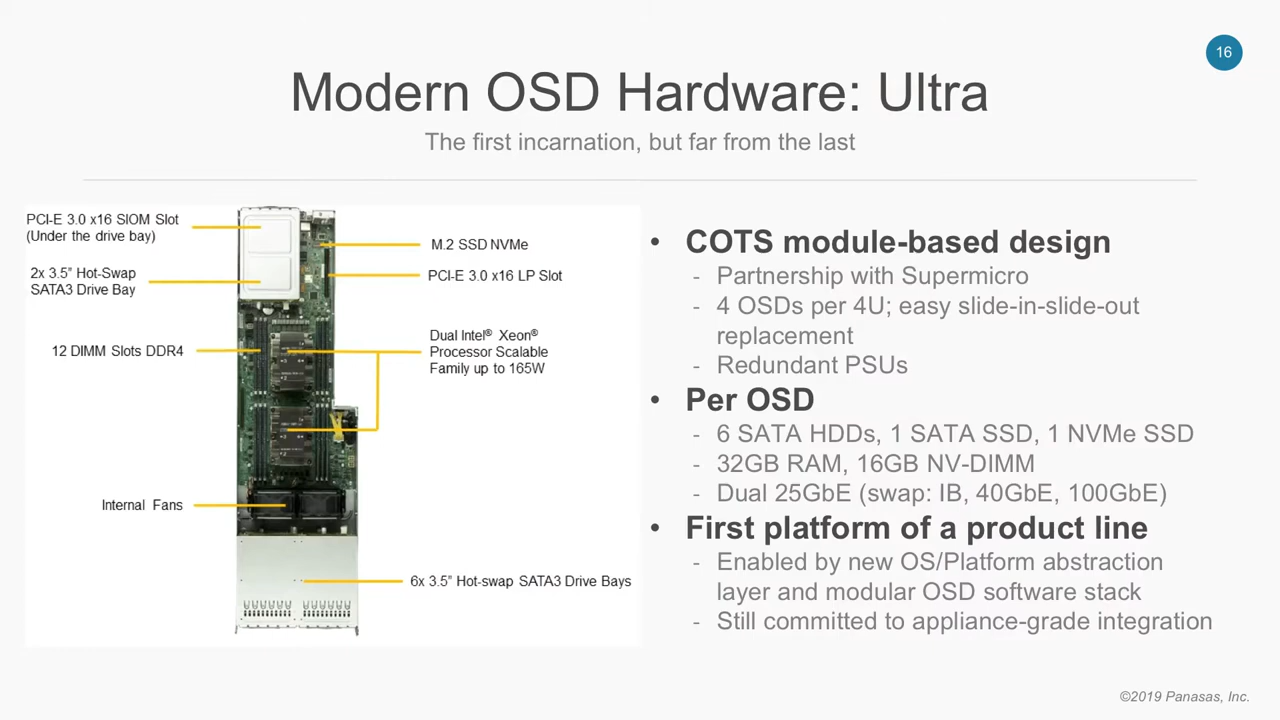 16
Modern OSD Hardware: Ultra
The first incarnation, but far from the last
PCI-E 3.0 x16 SIOM Slot
(Under the drive bay)
2x 3.5" Hot-Swap
SATA3 Drive Bay
12 DIMM Slots DDR4
Internal Fans
M.2 SSD NVMe
PCI-E 3.0 x16 LP Slot
Dual Intel® Xeon®
Processor Scalable
Family up to 165W
6x 3.5" Hot-swap SATA3 Drive Bays
• COTS module-based design
- Partnership with Supermicro
- 4 OSDs per 4U; easy slide-in-slide-out
replacement
- Redundant PSUs
• Per OSD
- 6 SATA HDDs, 1 SATA SSD, 1 NVMe SSD
- 32GB RAM, 16GB NV-DIMM
- Dual 25GbE (swap: IB, 40GbE, 100GbE)
• First platform of a product line
- Enabled by new OS/Platform abstraction
layer and modular OSD software stack
- Still committed to appliance-grade integration
©2019 Panasas, Inc.